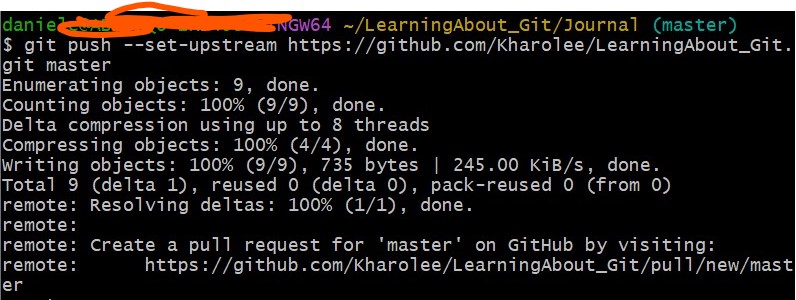 daniel NGW64 ~/LearningAbout_Git/Journal (master)
$ git push --set-upstream https://github.com/Kharolee/LearningAbout_Git.
git master
Enumerating objects: 9, done.
Counting objects: 100% (9/9), done.
Delta compression using up to 8 threads
Compressing objects: 100% (4/4), done.
Writing objects: 100% (9/9), 735 bytes | 245.00 KiB/s, done.
Total 9 (delta 1), reused 0 (delta 0), pack-reused 0 (from 0)
remote: Resolving deltas: 100% (1/1), done.
remote:
remote: Create a pull request for 'master' on GitHub by visiting:
remote:      https://github.com/Kharolee/LearningAbout_Git/pull/new/mast
er